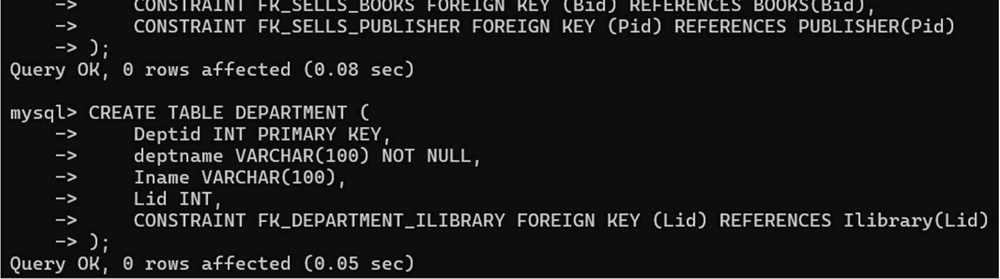 ->     CONSTRAINT FK_SELLS_BOOKS FOREIGN KEY (Bid) REFERENCES BOOKS(Bid),
    ->     CONSTRAINT FK_SELLS_PUBLISHER FOREIGN KEY (Pid) REFERENCES PUBLISHER(Pid)
    -> );
Query OK, 0 rows affected (0.08 sec)
mysql> CREATE TABLE DEPARTMENT (
    ->     Deptid INT PRIMARY KEY,
    ->     deptname VARCHAR(100) NOT NULL,
    ->     Iname VARCHAR(100),
    ->     Lid INT,
    ->     CONSTRAINT FK_DEPARTMENT_ILIBRARY FOREIGN KEY (Lid) REFERENCES Ilibrary(Lid)
    -> );
Query OK, 0 rows affected (0.05 sec)